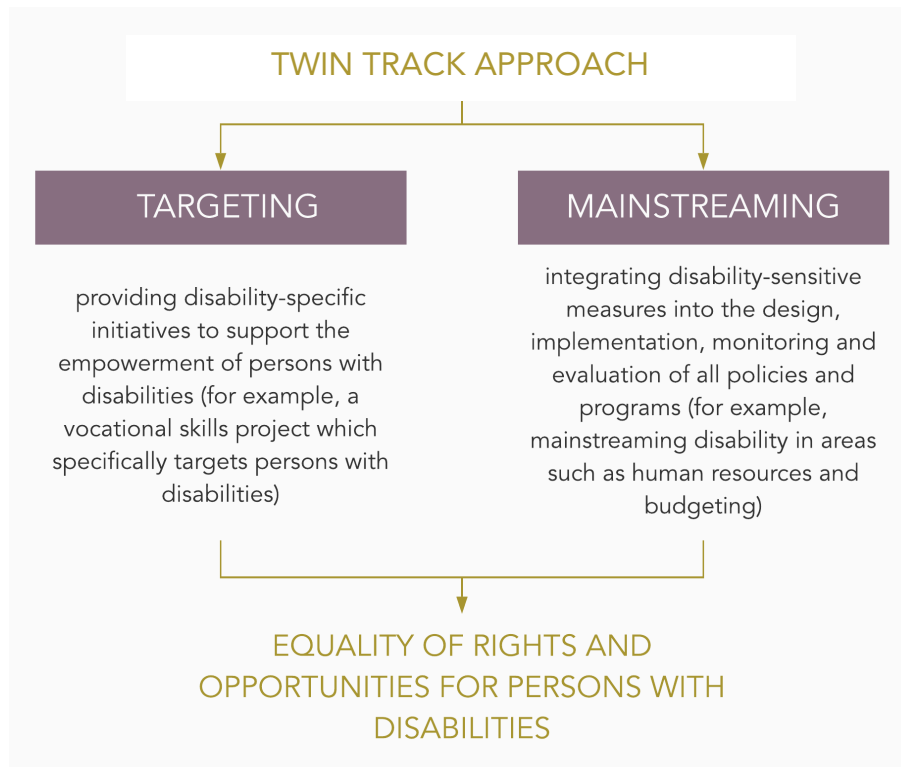 TWIN TRACK APPROACH
TARGETING
providing disability-specific
initiatives to support the
empowerment of persons with
disabilities (for example, a
vocational skills project which
specifically targets persons with
disabilities)
MAINSTREAMING
integrating disability-sensitive
measures into the design,
implementation, monitoring and
evaluation of all policies and
programs (for example,
mainstreaming disability in areas
such as human resources and
budgeting)
EQUALITY OF RIGHTS AND
OPPORTUNITIES FOR PERSONS WITH
DISABILITIES